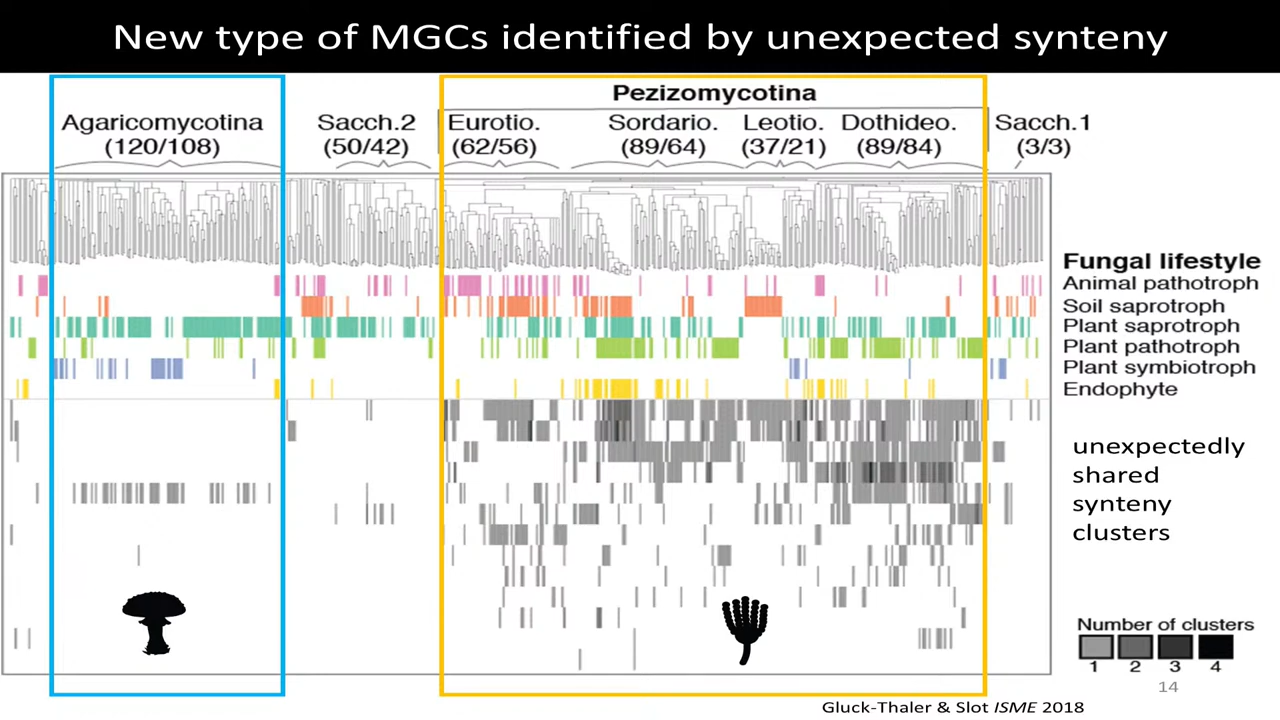 New type of MGCs identified by unexpected synteny
Pezizomycotina
Agaricomycotina
(120/108)
Sacch.2
(50/42)
Eurotio.
(62/56)
Sordario.
(89/64)
Leotio.
(37/21)
Dothideo.
(89/84)
Sacch.1
(3/3)
Fungal lifestyle
Animal pathotroph
Soil saprotroph
Plant saprotroph
Plant pathotroph
Plant symbiotroph
Endophyte
unexpectedly
shared
synteny
clusters
Number of clusters
1 2 3 4
14
Gluck-Thaler & Slot ISME 2018